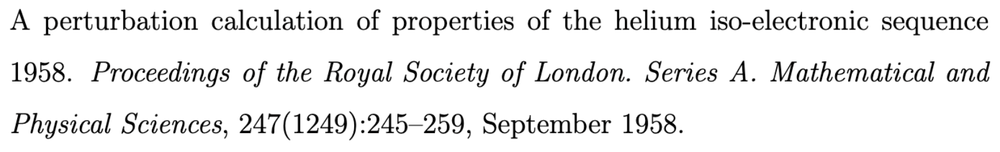 A perturbation calculation of properties of the helium iso-electronic sequence
1958. Proceedings of the Royal Society of London. Series A. Mathematical and
Physical Sciences, 247(1249):245–259, September 1958.